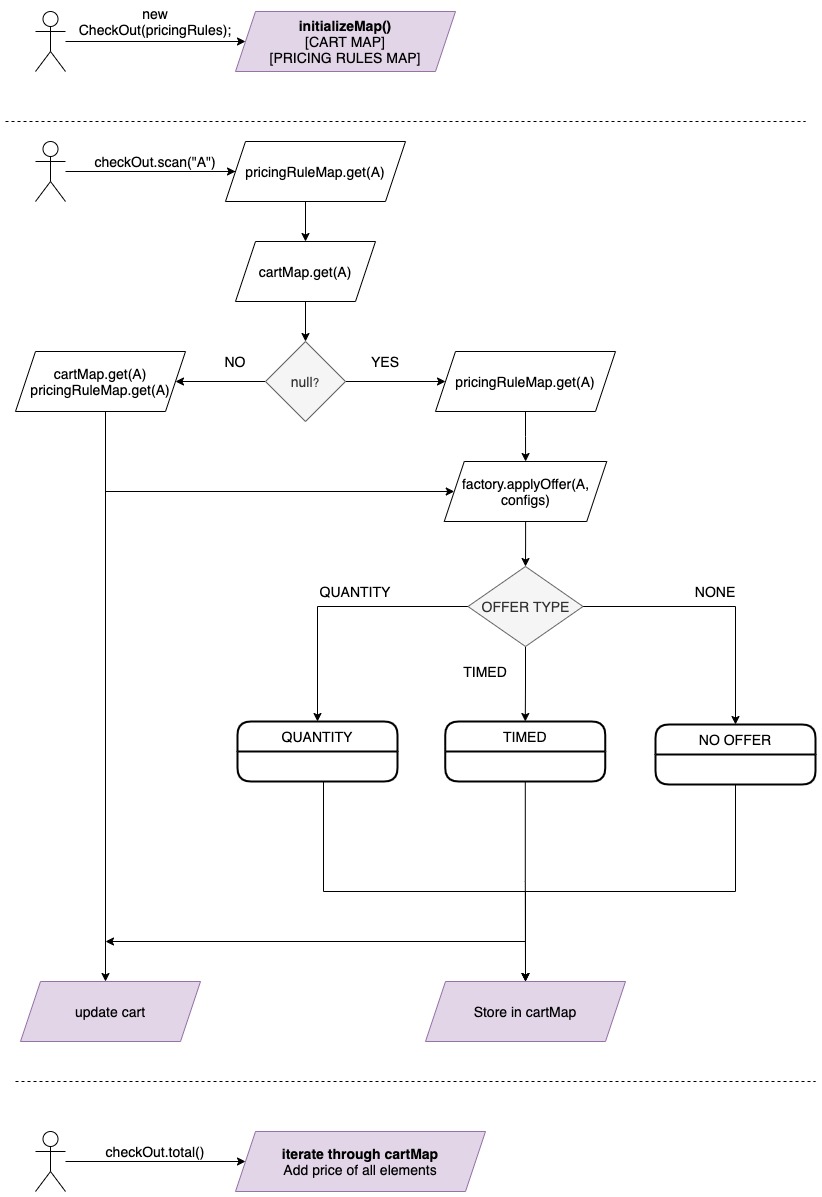 new
CheckOut(pricingRules);
initializeMap()
[CART MAP]
[PRICING RULES MAP]
checkOut.scan("A")
pricingRuleMap.get(A)
cartMap.get(A)
NO
YES
cartMap.get(A)
pricingRuleMap.get(A)
null?
pricingRuleMap.get(A)
factory.applyOffer(A,
configs)
QUANTITY
OFFER TYPE
NONE
TIMED
QUANTITY
TIMED
NO OFFER
update cart
Store in cartMap
checkOut.total()
iterate through cartMap
Add price of all elements